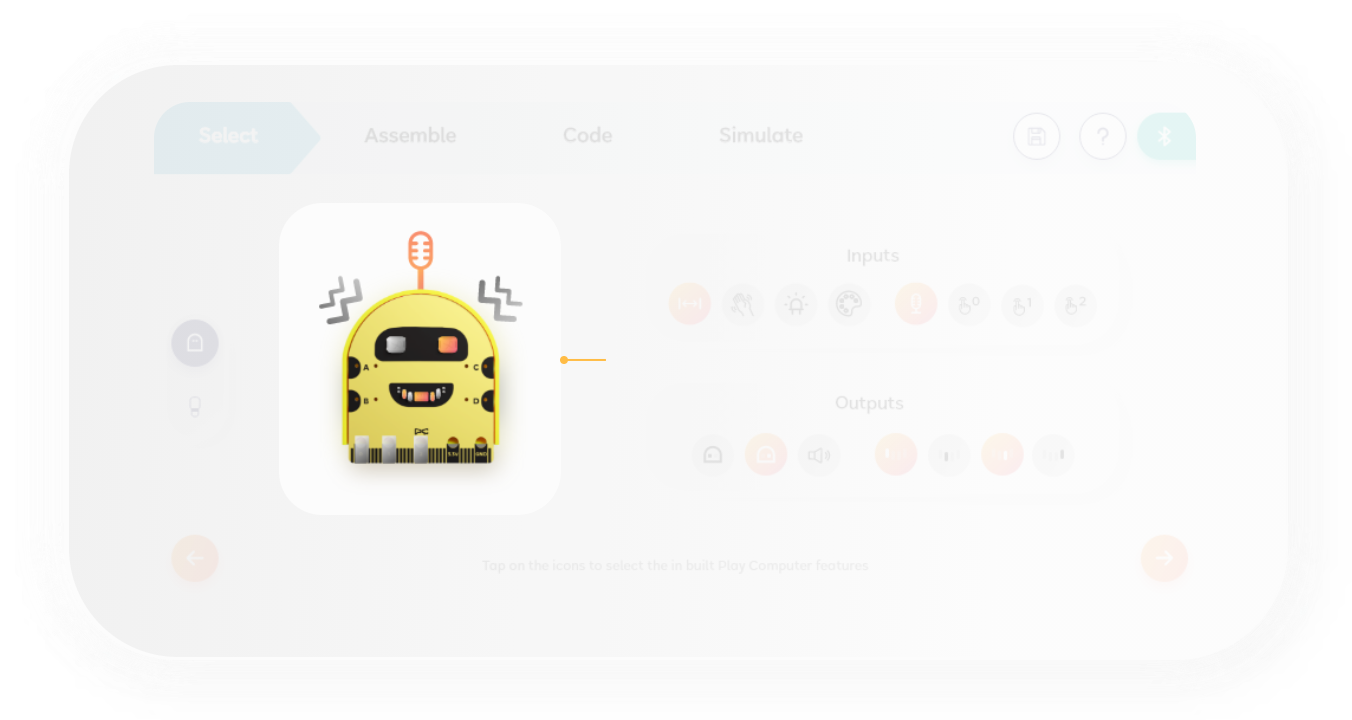 Select
Assemble
Code
Simulate
?
Inputs
0
1
2
A
C
B
D
3.3V
GND
Outputs
Tap on the icons to select the in built Play Computer features